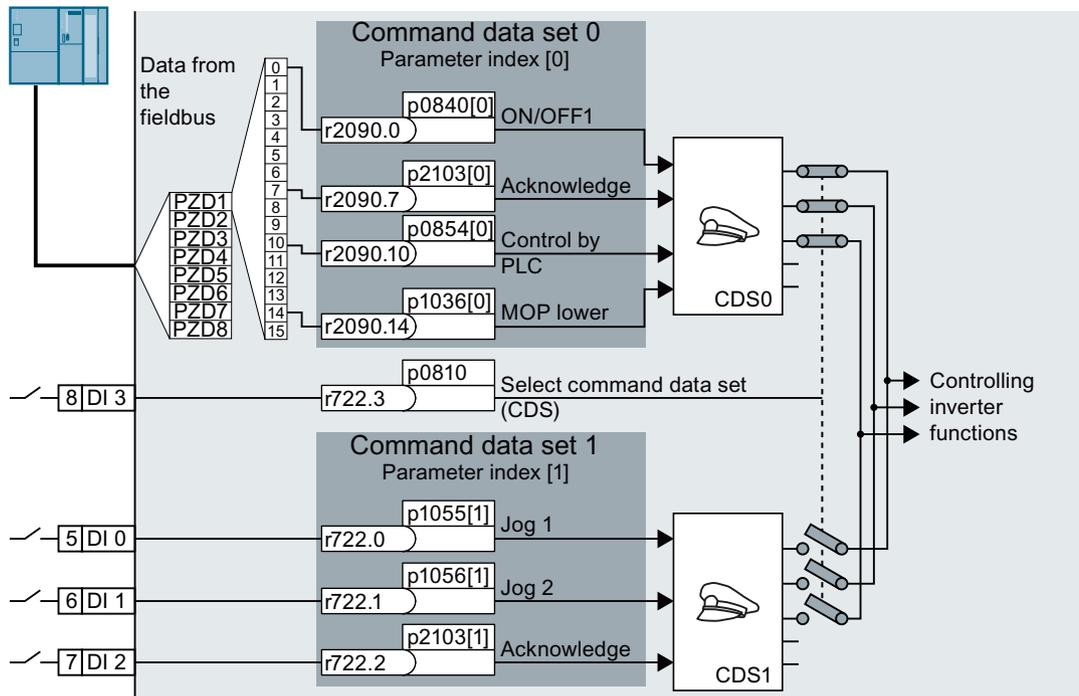 Command data set 0
Parameter index [0]
Data from
the
fieldbus
0
1
2
3
4
5
6
7
8
9
10
11
12
13
14
15
PZD1
PZD2
PZD3
PZD4
PZD5
PZD6
PZD7
PZD8
p0840[0]
r2090.0
ON/OFF1
p2103[0]
r2090.7
Acknowledge
p0854[0]
r2090.10
Control by
PLC
p1036[0]
r2090.14
MOP lower
CDS0
8 DI 3
p0810
r722.3
Select command data set
(CDS)
Controlling
inverter
functions
Command data set 1
Parameter index [1]
5 DI 0
p1055[1]
r722.0
Jog 1
6 DI 1
p1056[1]
r722.1
Jog 2
7 DI 2
p2103[1]
r722.2
Acknowledge
CDS1